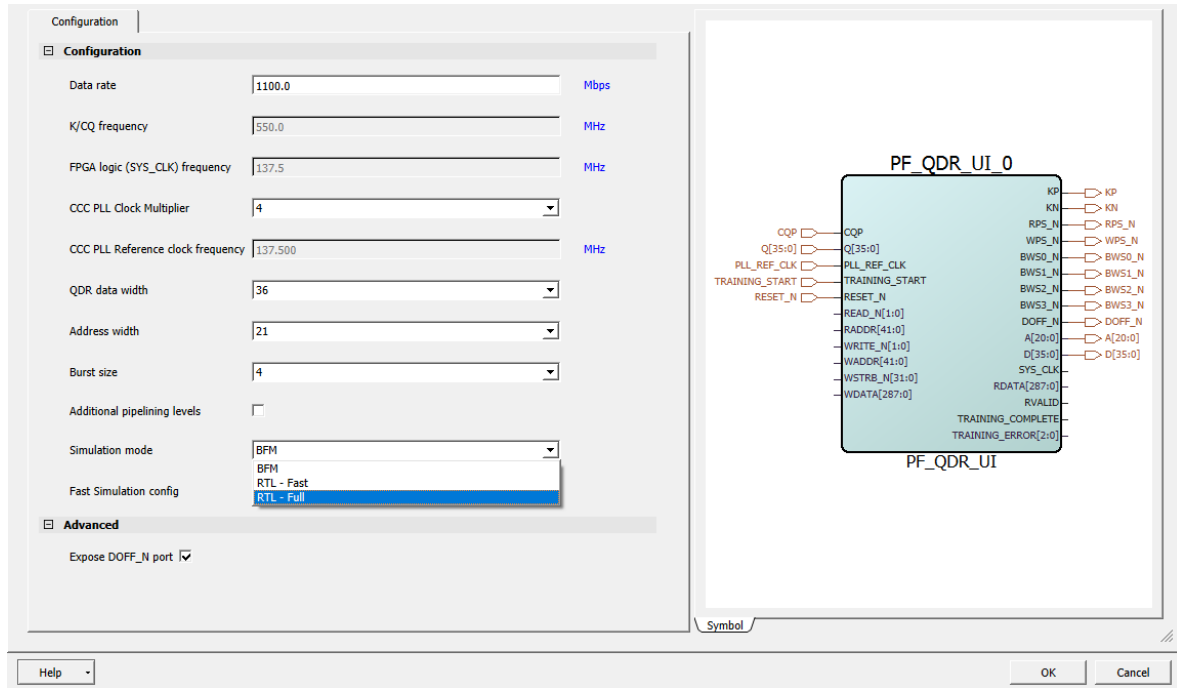 Configuration
Configuration
Data rate 1100.0 Mbps
K/CQ frequency 550.0 MHz
FPGA logic (SYS_CLK) frequency 137.5 MHz
CCC PLL Clock Multiplier 4
CCC PLL Reference clock frequency 137.500 MHz
QDR data width 36
Address width 21
Burst size 4
Additional pipelining levels
Simulation mode BFM
BFM
RTL - Fast
Fast Simulation config
RTL - Full
Advanced
Expose DOFF_N port
PF_QDR_UI_0
CQP CQP
Q[35:0] Q[35:0]
PLL_REF_CLK PLL_REF_CLK
TRAINING_START TRAINING_START
RESET_N RESET_N
READ_N[1:0]
RADDR[41:0]
WRITE_N[1:0]
WADDR[41:0]
WSTRB_N[31:0]
WDATA[287:0]
KP KP
KN KN
RPS_N RPS_N
WPS_N WPS_N
BWS0_N BWS0_N
BWS1_N BWS1_N
BWS2_N BWS2_N
BWS3_N BWS3_N
DOFF_N DOFF_N
A[20:0] A[20:0]
D[35:0] D[35:0]
SYS_CLK
RDATA[287:0]
RVALID
TRAINING_COMPLETE
TRAINING_ERROR[2:0]
PF_QDR_UI
Symbol
Help
OK
Cancel